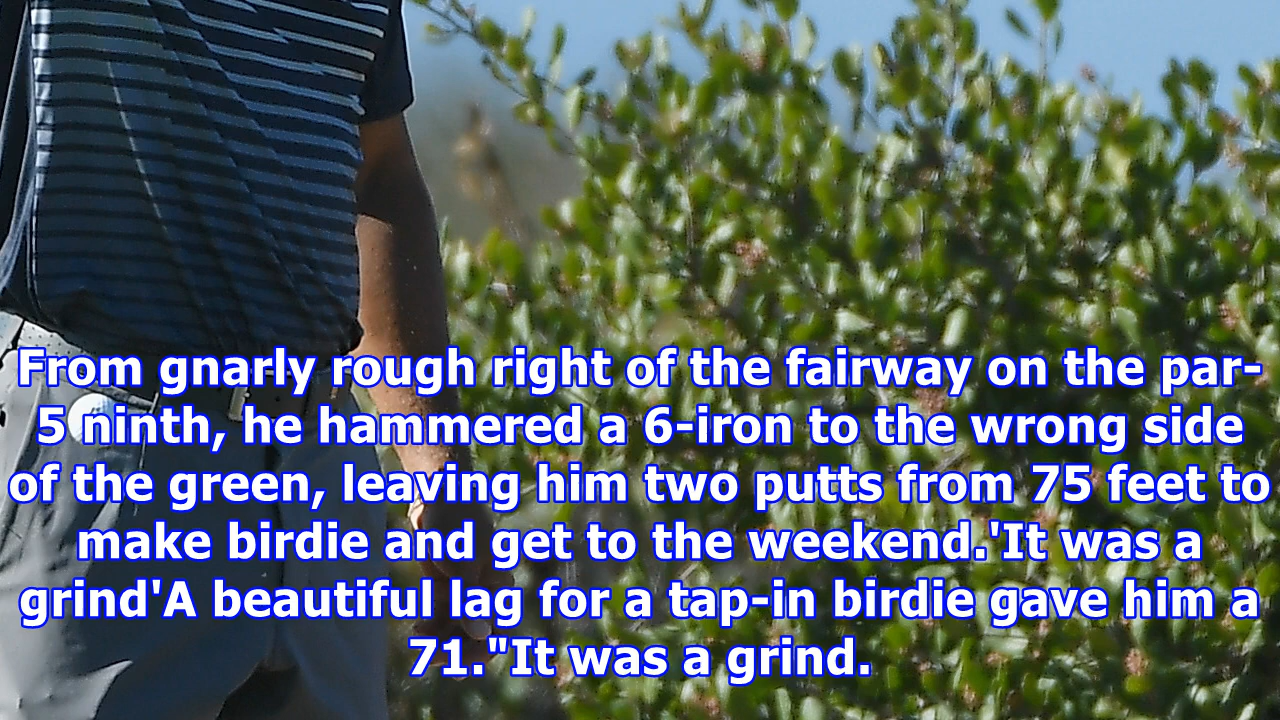 From gnarly rough right of the fairway on the par-
5 ninth, he hammered a 6-iron to the wrong side
of the green, leaving him two putts from 75 feet to
make birdie and get to the weekend.'It was a
grind'A beautiful lag for a tap-in birdie gave him a
71."It was a grind.